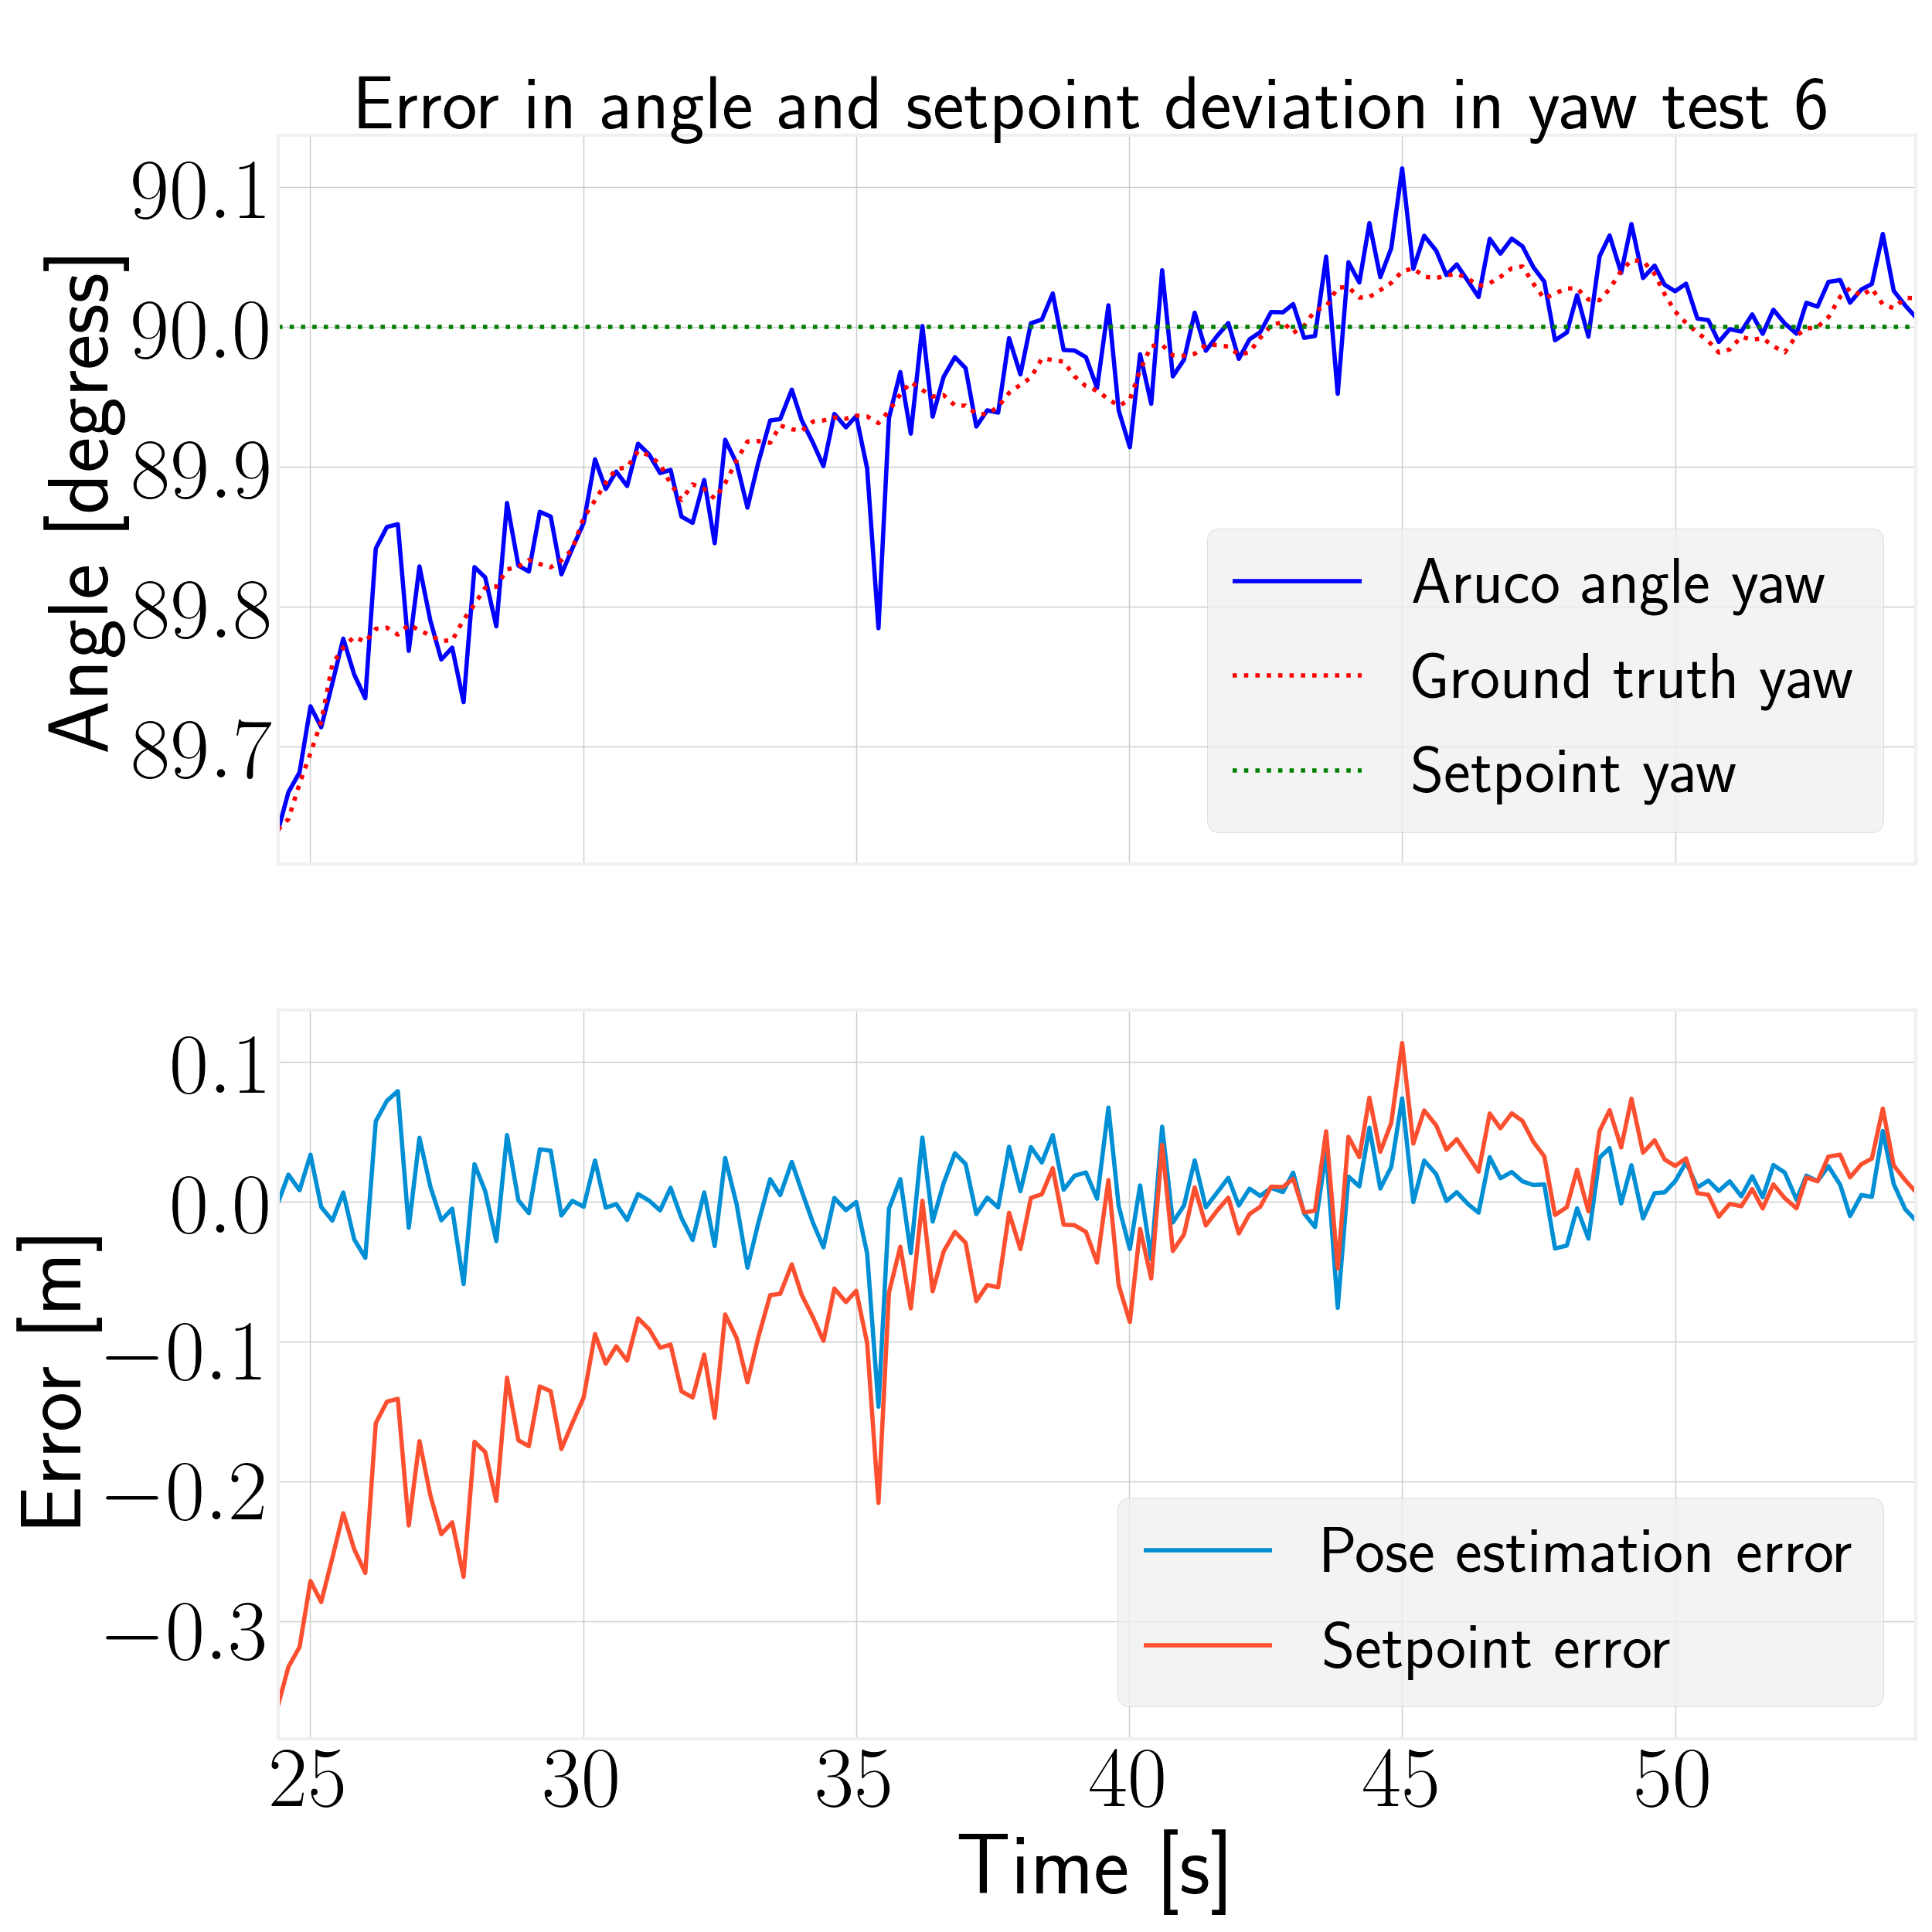 Error in angle and setpoint deviation in yaw test 6
Angle [degress]
90.1
90.0
89.9
89.8
89.7
Aruco angle yaw
Ground truth yaw
Setpoint yaw
Error [m]
0.1
0.0
−0.1
−0.2
−0.3
Pose estimation error
Setpoint error
25 30 35 40 45 50
Time [s]